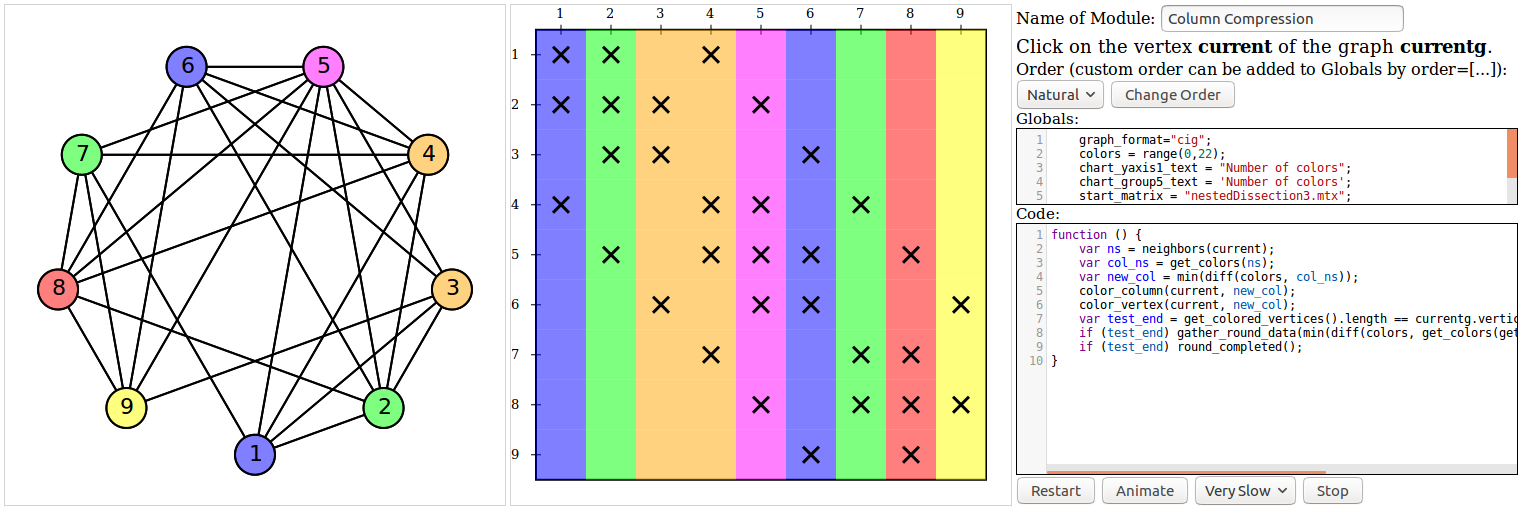 6
5
7
4
8
3
9
2
1
1 2 3 4 5 6 7 8 9
1
2
3
4
5
6
7
8
9
Name of Module: Column Compression
Click on the vertex current of the graph currentg.
Order (custom order can be added to Globals by order=[...]):
Natural Change Order
Globals:
1 graph_format="cig";
2 colors = range(0,22);
3 chart_yaxis1_text = "Number of colors";
4 chart_group5_text = 'Number of colors';
5 start_matrix = "nestedDissection3.mtx";
Code:
1 function () {
2 var ns = neighbors(current);
3 var col_ns = get_colors(ns);
4 var new_col = min(diff(colors, col_ns));
5 color_column(current, new_col);
6 color_vertex(current, new_col);
7 var test_end = get_colored_vertices().length == currentg.vertic
8 if (test_end) gather_round_data(min(diff(colors, get_colors(get
9 if (test_end) round_completed();
10 }
Restart Animate Very Slow Stop